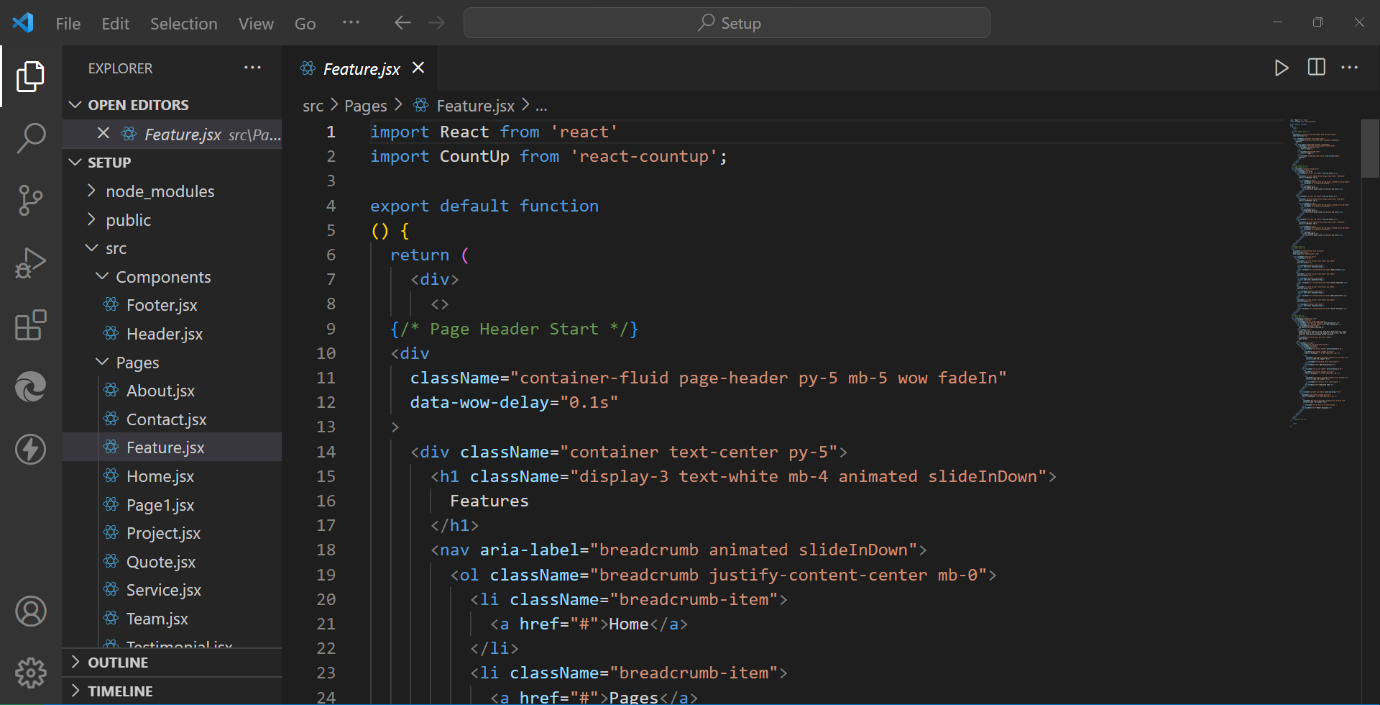 File Edit Selection View Go ··· Setup
EXPLORER ···
Feature.jsx
OPEN EDITORS
Feature.jsx src\Pa...
SETUP
node_modules
public
src
Components
Footer.jsx
Header.jsx
Pages
About.jsx
Contact.jsx
Feature.jsx
Home.jsx
Page1.jsx
Project.jsx
Quote.jsx
Service.jsx
Team.jsx
Testimonial.jsx
OUTLINE
TIMELINE
src > Pages > Feature.jsx > ...
1 import React from 'react'
2 import CountUp from 'react-countup';
3
4 export default function
5 () {
6 return (
7 <div>
8 <>
9 {/* Page Header Start */}
10 <div
11 className="container-fluid page-header py-5 mb-5 wow fadeIn"
12 data-wow-delay="0.1s"
13 >
14 <div className="container text-center py-5">
15 <h1 className="display-3 text-white mb-4 animated slideInDown">
16 Features
17 </h1>
18 <nav aria-label="breadcrumb animated slideInDown">
19 <ol className="breadcrumb justify-content-center mb-0">
20 <li className="breadcrumb-item">
21 <a href="#">Home</a>
22 </li>
23 <li className="breadcrumb-item">
24 <a href="#">Pages</a>